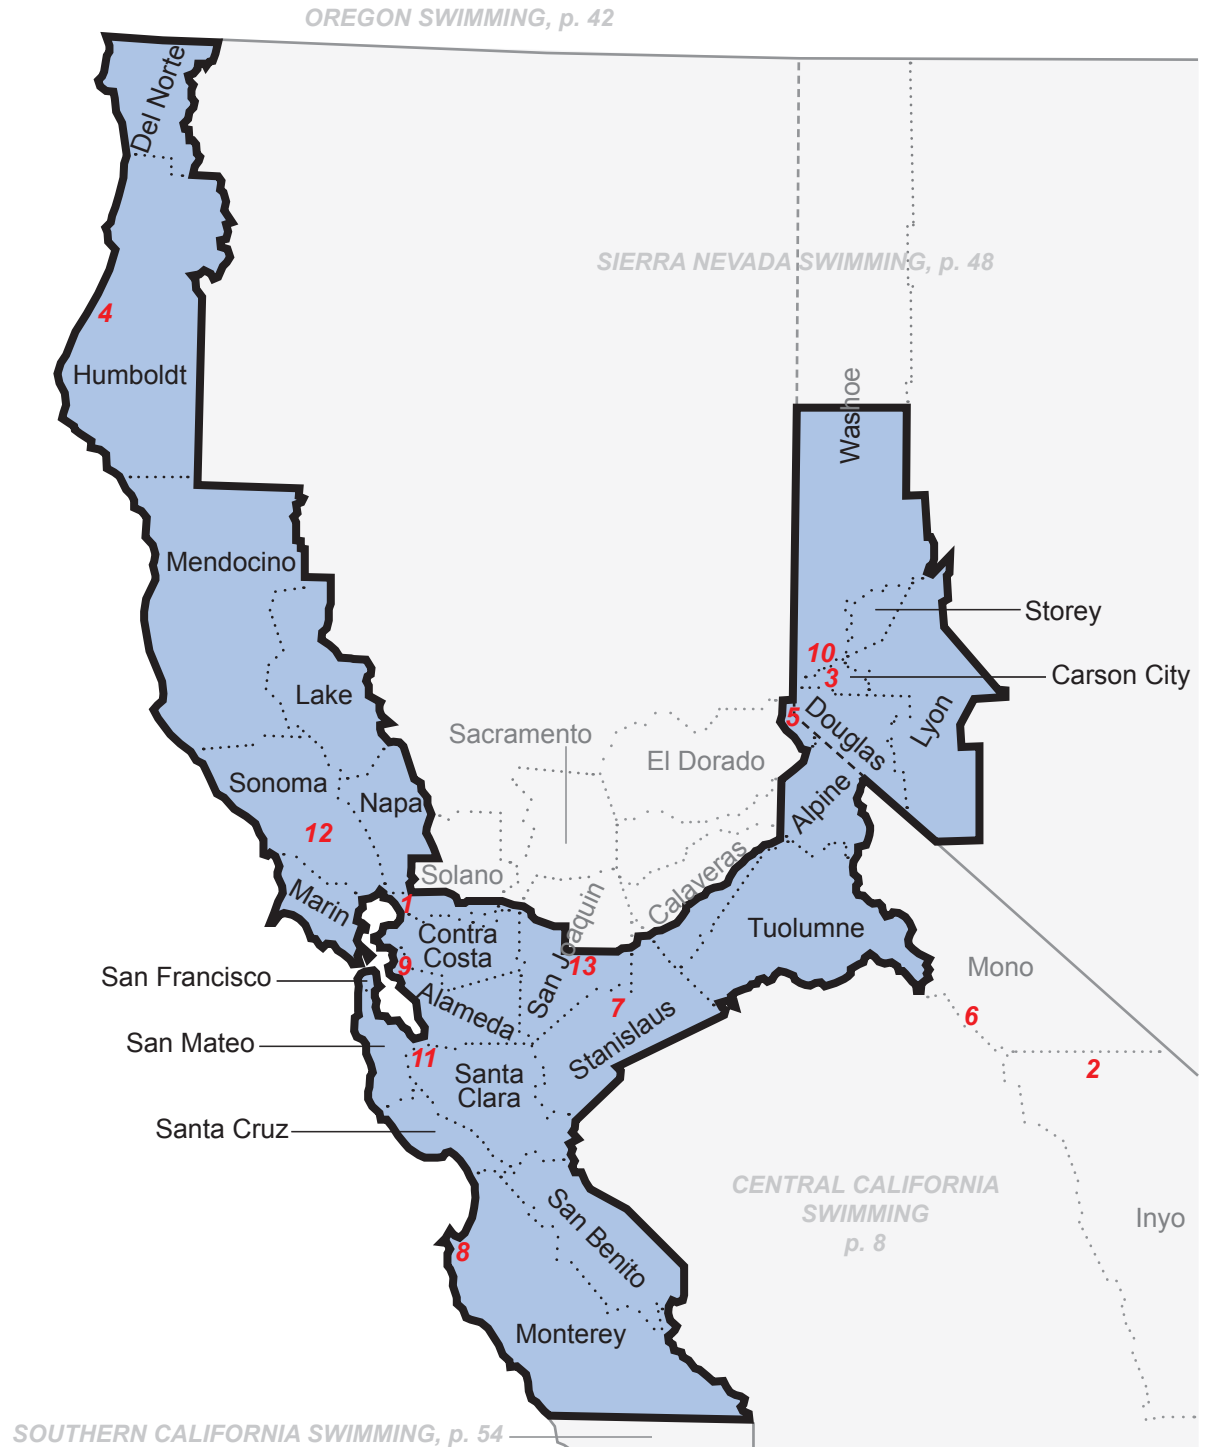 OREGON SWIMMING, p. 42
Del Norte
SIERRA NEVADA SWIMMING, p. 48
4
Humboldt
Washoe
Mendocino
Storey
10
3
Carson City
Lake
5
Douglas
Lyon
Sacramento
El Dorado
Sonoma
Napa
Alpine
12
Calaveras
Solano
Marin
1
San Joaquin
Contra
Costa
Tuolumne
9
13
Mono
San Francisco
Alameda
7
6
Stanislaus
San Mateo
11
2
Santa
Clara
Santa Cruz
CENTRAL CALIFORNIA
SWIMMING
p. 8
San Benito
Inyo
8
Monterey
SOUTHERN CALIFORNIA SWIMMING, p. 54